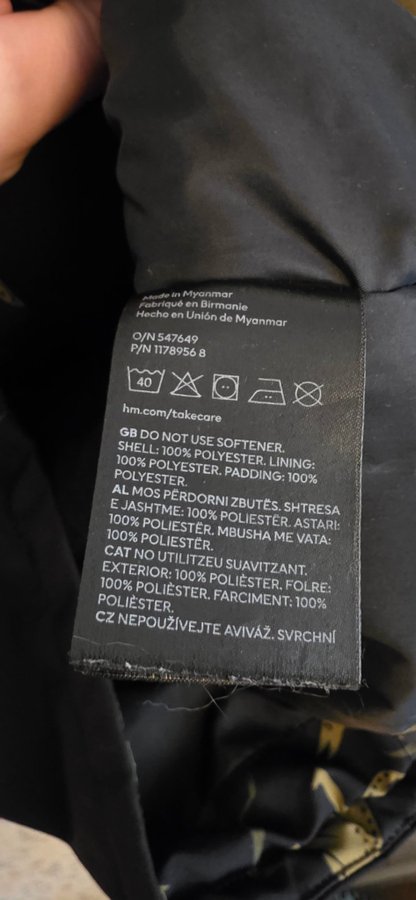 Made in Myanmar
Fabriqué en Birmanie
Hecho en Unión de Myanmar
O/N 547649
P/N 1178956 8
40
hm.com/takecare
GB DO NOT USE SOFTENER.
SHELL: 100% POLYESTER. LINING:
100% POLYESTER. PADDING: 100%
POLYESTER.
AL MOS PËRDORNI ZBUTËS. SHTRESA
E JASHTME: 100% POLIESTËR. ASTARI:
100% POLIESTËR. MBUSHA ME VATA:
100% POLIESTËR.
CAT NO UTILITZEU SUAVITZANT.
EXTERIOR: 100% POLIÈSTER. FOLRE:
100% POLIÈSTER. FARCIMENT: 100%
POLIÈSTER.
CZ NEPOUŽÍVEJTE AVIVÁŽ. SVRCHNÍ